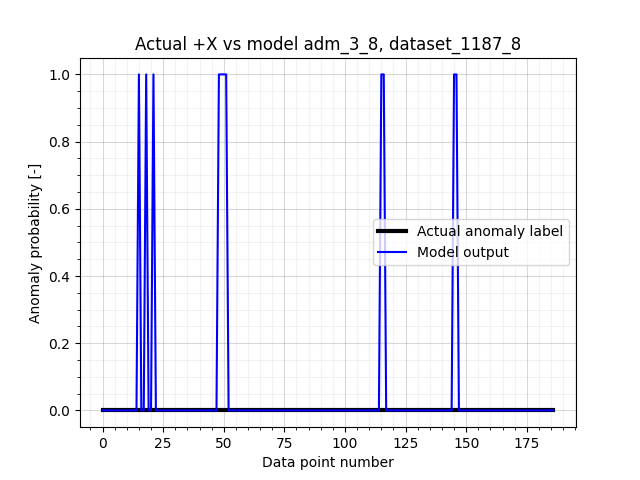 Actual +X vs model adm_3_8, dataset_1187_8
Anomaly probability [-]
1.0
0.8
0.6
0.4
0.2
0.0
Actual anomaly label
Model output
0 25 50 75 100 125 150 175
Data point number